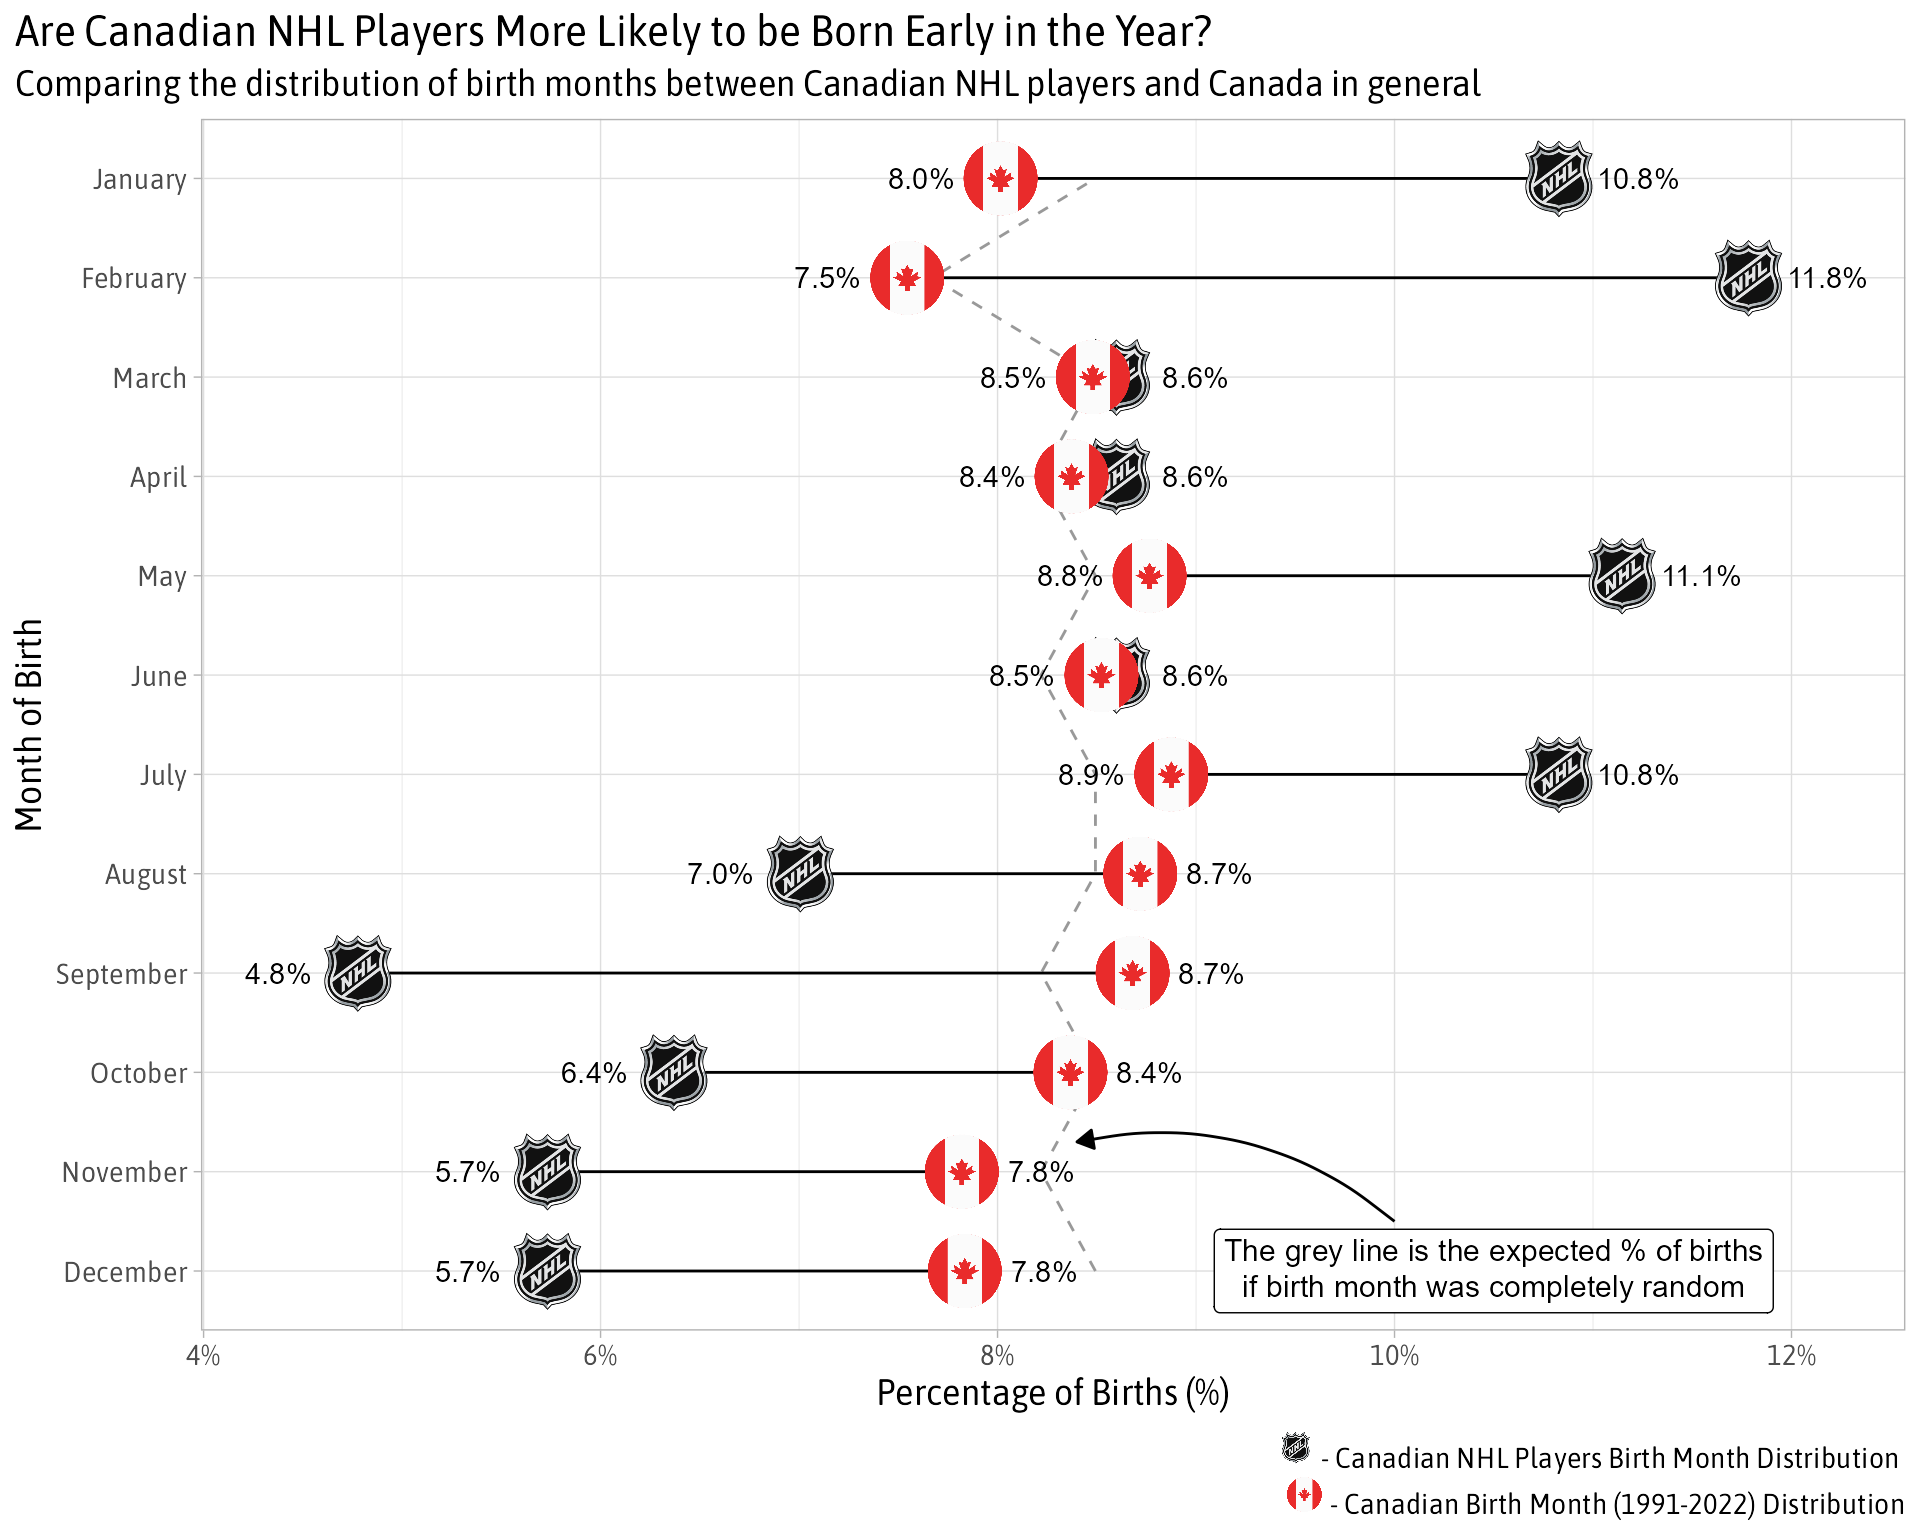 Are Canadian NHL Players More Likely to be Born Early in the Year?
Comparing the distribution of birth months between Canadian NHL players and Canada in general
Month of Birth
January 8.0% NHL 10.8%
February 7.5% NHL 11.8%
March 8.5% 8.6%
April 8.4% NHL 8.6%
May 8.8% NHL 11.1%
June 8.5% 8.6%
July 8.9% NHL 10.8%
August 7.0% NHL 8.7%
September 4.8% NHL 8.7%
October 6.4% NHL 8.4%
November 5.7% NHL 7.8%
December 5.7% NHL 7.8%
The grey line is the expected % of births
if birth month was completely random
4% 6% 8% 10% 12%
Percentage of Births (%)
NHL - Canadian NHL Players Birth Month Distribution
- Canadian Birth Month (1991-2022) Distribution